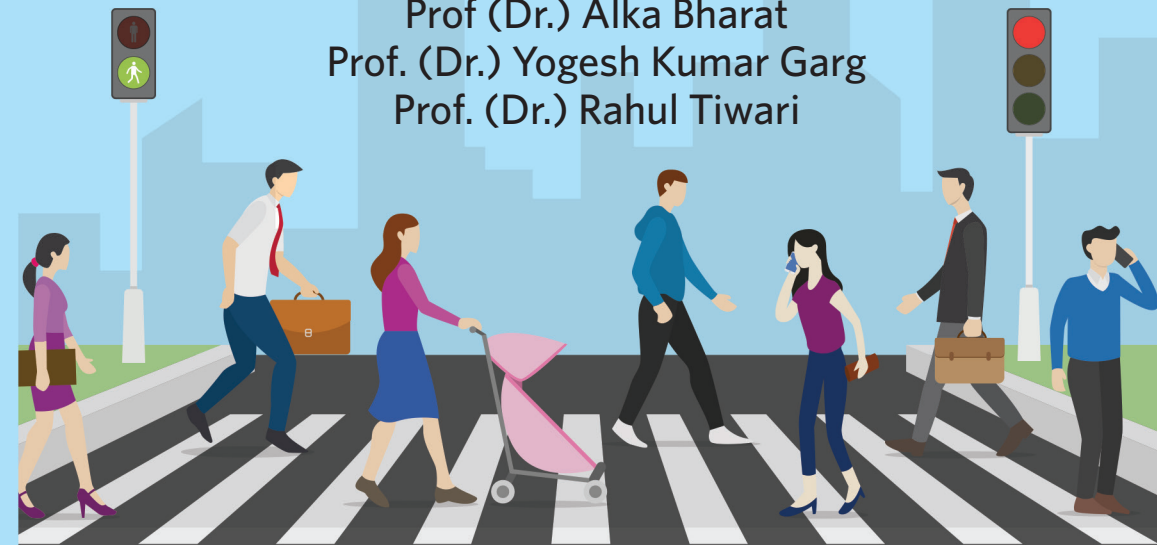 Prof (Dr.) Alka Bharat
Prof. (Dr.) Yogesh Kumar Garg
Prof. (Dr.) Rahul Tiwari